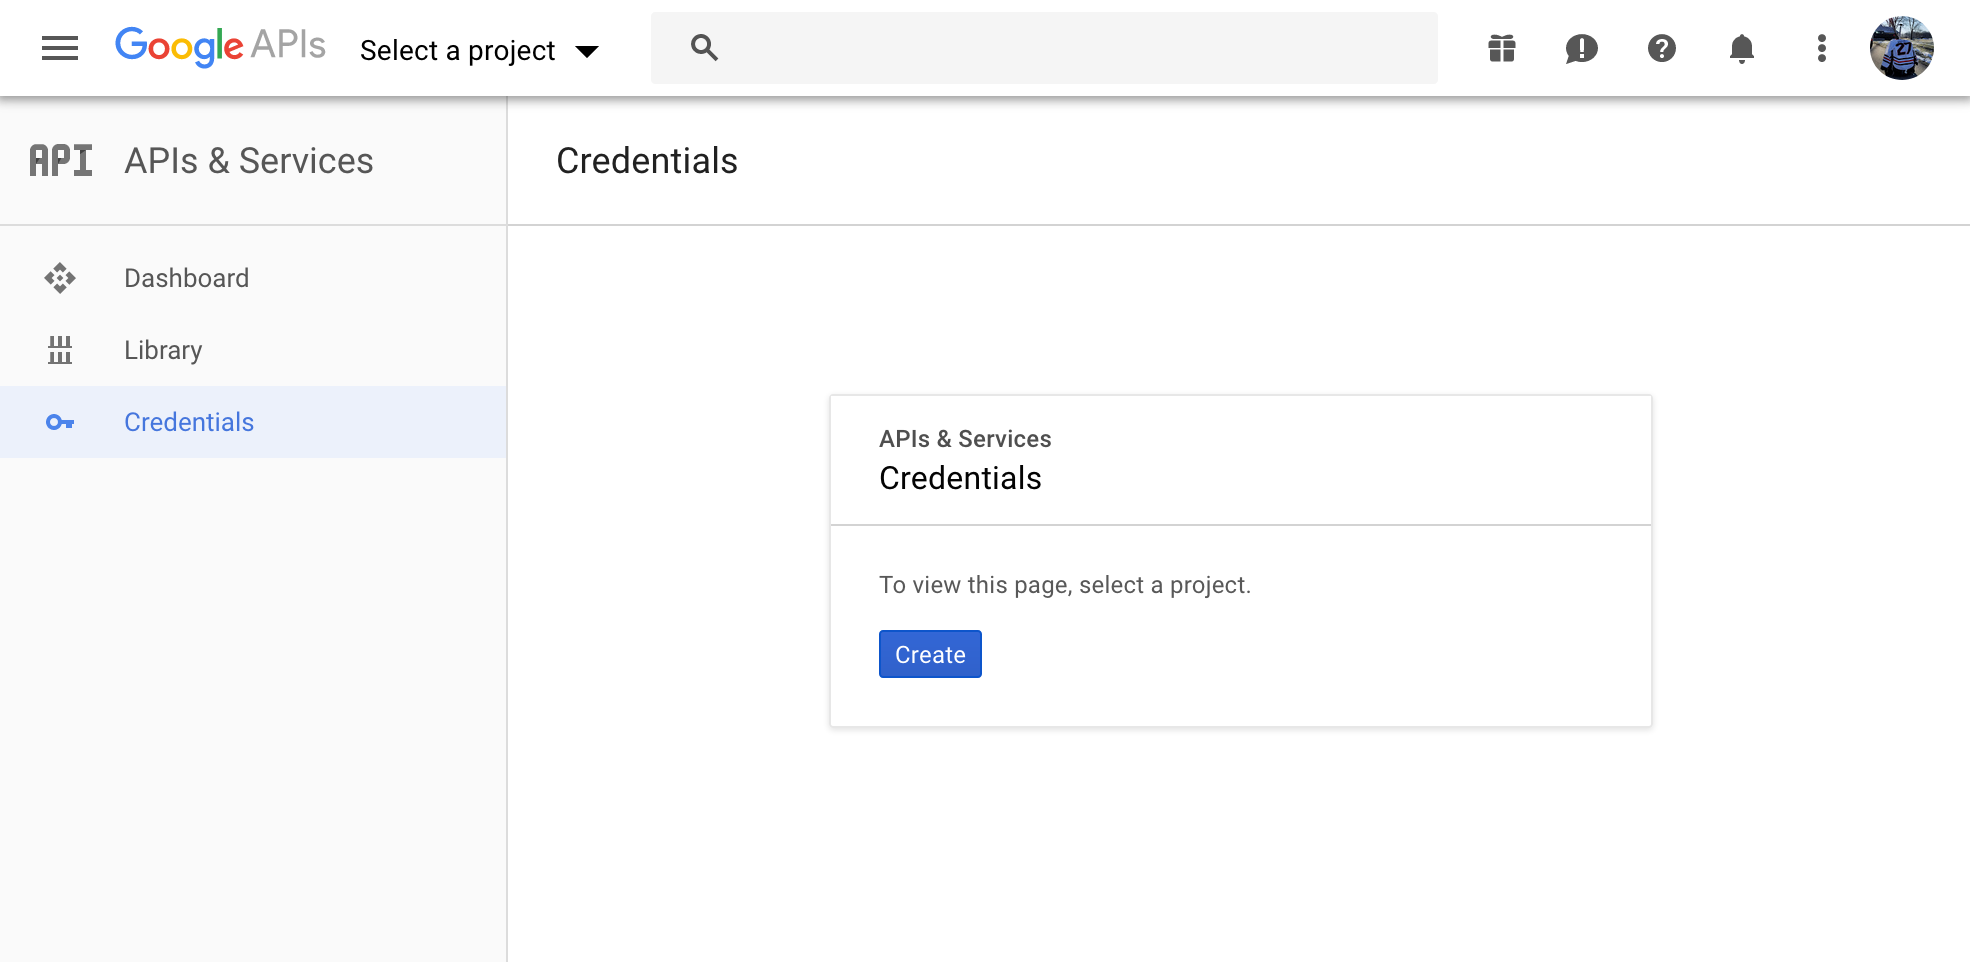 Google APIs
Select a project
API
APIs & Services
Credentials
Dashboard
Library
Credentials
APIs & Services
Credentials
To view this page, select a project.
Create
27